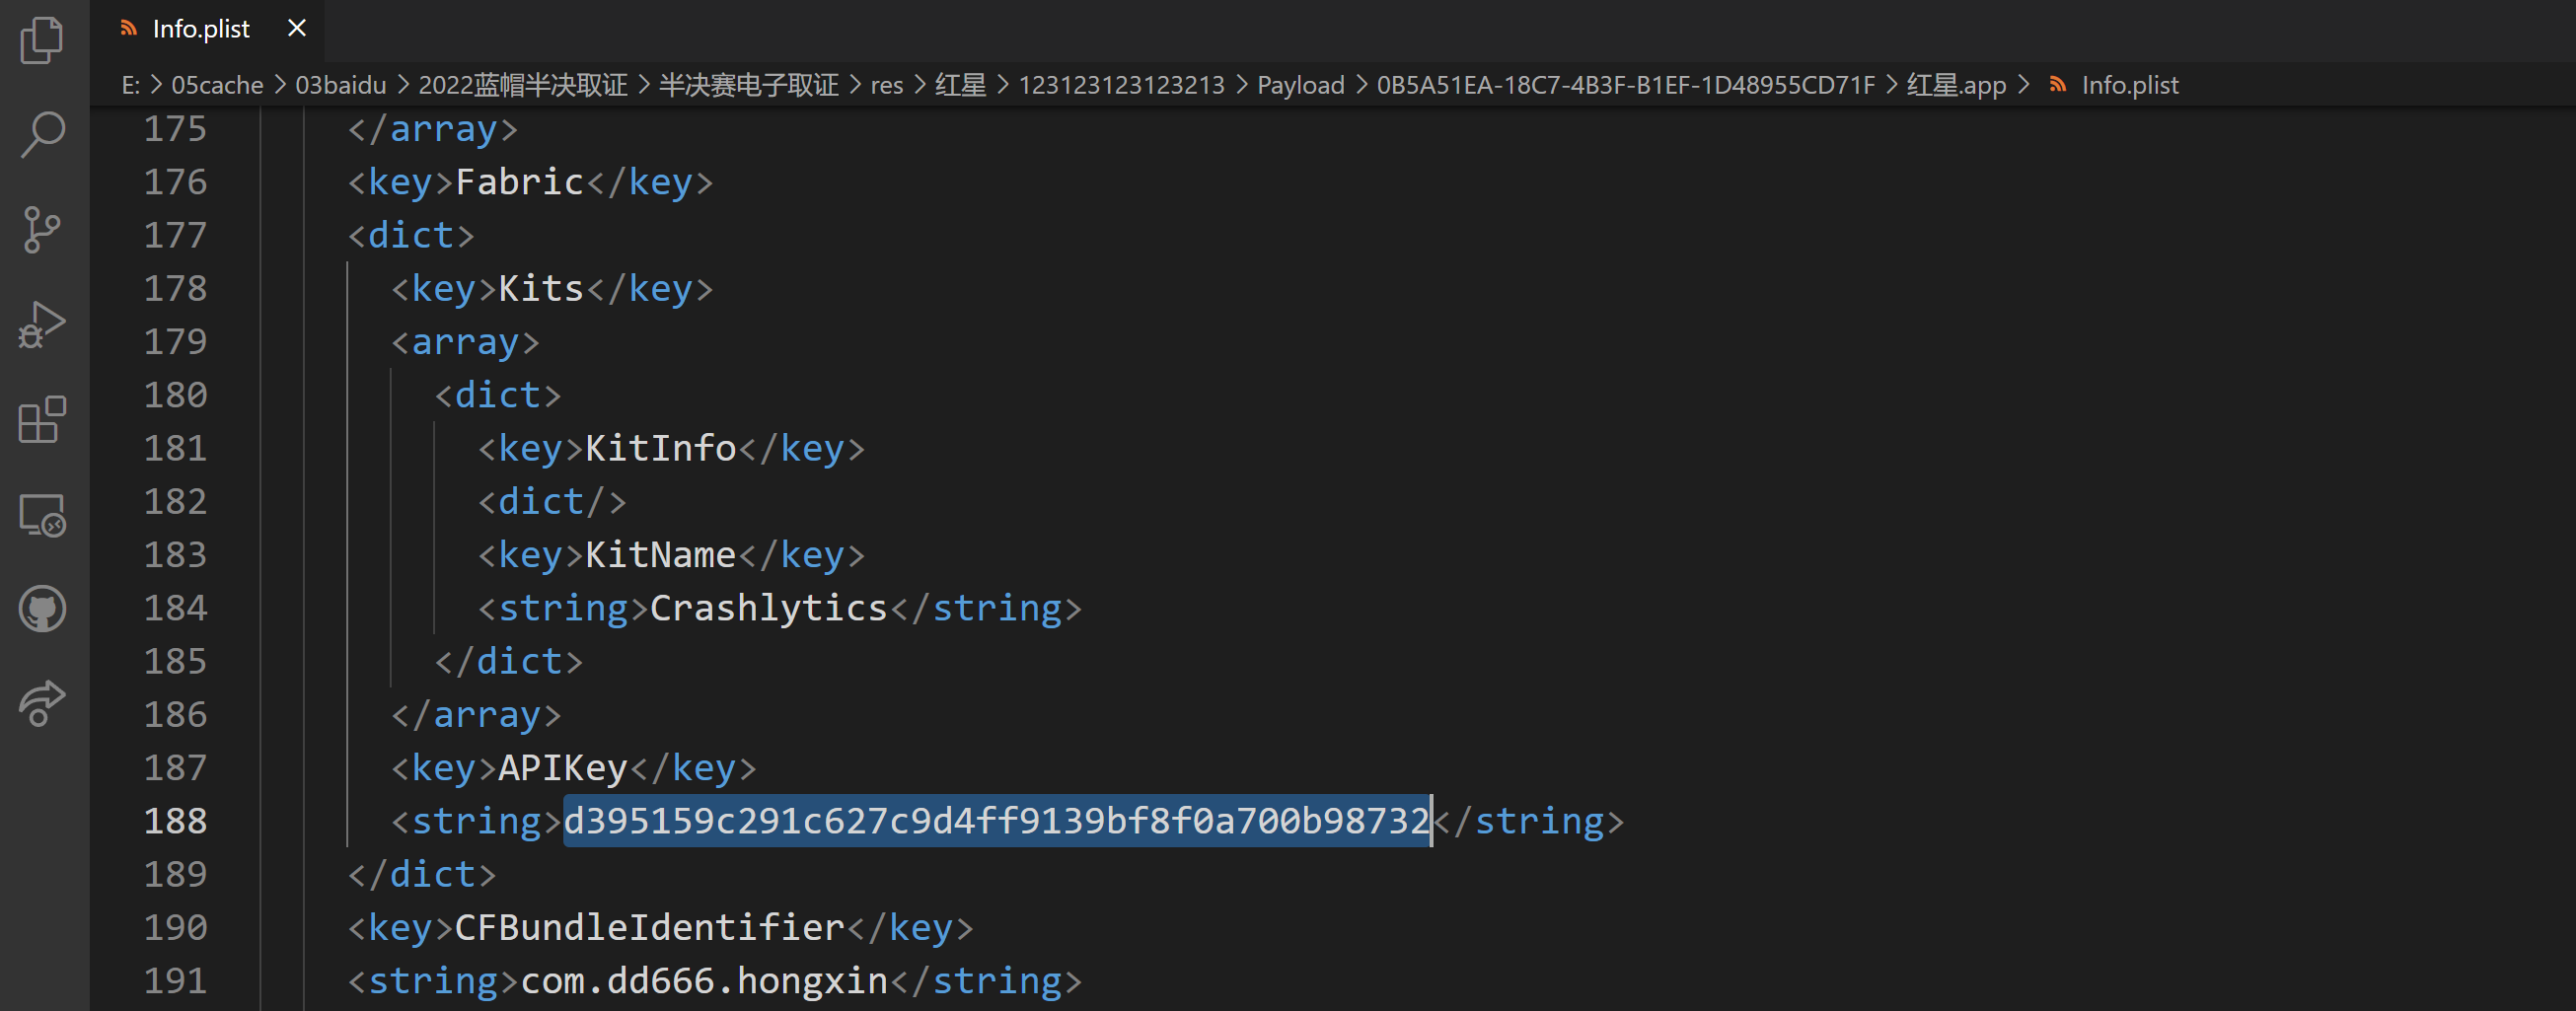 Info.plist
E: > 05cache > 03baidu > 2022蓝帽半决取证 > 半决赛电子取证 > res > 红星 > 123123123123213 > Payload > 0B5A51EA-18C7-4B3F-B1EF-1D48955CD71F > 红星.app > Info.plist
175 </array>
176 <key>Fabric</key>
177 <dict>
178 <key>Kits</key>
179 <array>
180 <dict>
181 <key>KitInfo</key>
182 <dict/>
183 <key>KitName</key>
184 <string>Crashlytics</string>
185 </dict>
186 </array>
187 <key>APIKey</key>
188 <string>d395159c291c627c9d4ff9139bf8f0a700b98732</string>
189 </dict>
190 <key>CFBundleIdentifier</key>
191 <string>com.dd666.hongxin</string>